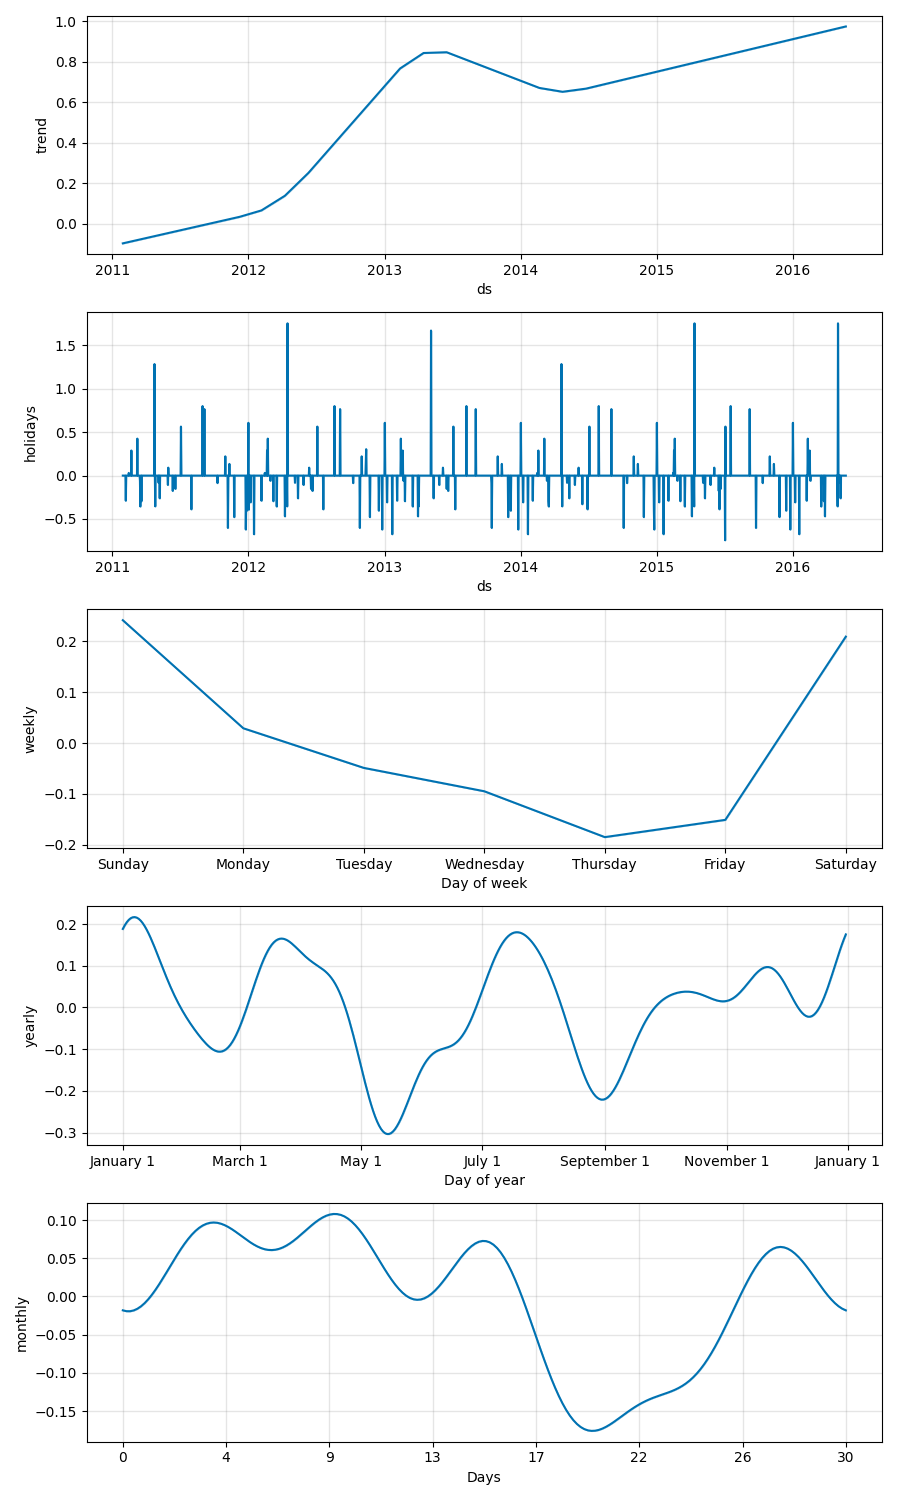 1.0
0.8
0.6
0.4
0.2
0.0
trend
2011 2012 2013 2014 2015 2016
ds
1.5
1.0
0.5
0.0
−0.5
holidays
2011 2012 2013 2014 2015 2016
ds
0.2
0.1
0.0
−0.1
−0.2
weekly
Sunday Monday Tuesday Wednesday Thursday Friday Saturday
Day of week
0.2
0.1
0.0
−0.1
−0.2
−0.3
yearly
January 1 March 1 May 1 July 1 September 1 November 1 January 1
Day of year
0.10
0.05
0.00
−0.05
−0.10
−0.15
monthly
0 4 9 13 17 22 26 30
Days